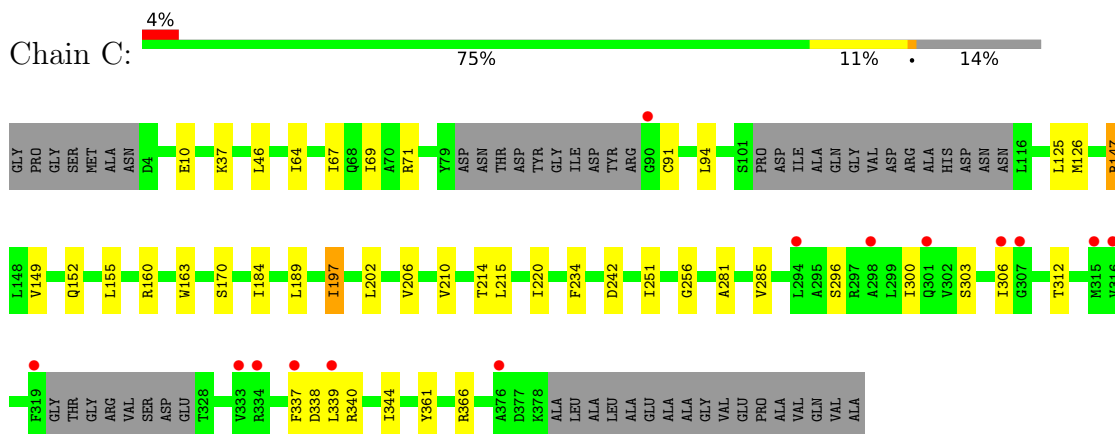 4%
Chain C:
75% 11% • 14%
GLY PRO GLY SER MET ALA ASN D4 E10 K37 L46 I64 I67 Q68 I69 A70 R71 Y79 ASP ASN THR ASP TYR GLY ILE ASP TYR ARG G90 C91 L94 S101 PRO ASP ILE ALA GLN GLY VAL ASP ARG ALA HIS ASP ASN ASN L116 L125 M126 R147
L148 V149 Q152 L155 R160 W163 S170 I184 L189 I197 L202 V206 V210 T214 L215 I220 F234 D242 I251 G256 A281 V285 L294 A295 S296 R297 A298 L299 I300 Q301 V302 S303 I306 G307 T312 M315 V316
F319 GLY THR GLY ARG VAL SER ASP GLU T328 V333 R334 F337 D338 L339 R340 I344 Y361 R366 A376 D377 K378 ALA LEU ALA LEU ALA GLU ALA ALA GLY VAL GLU PRO ALA VAL GLN VAL ALA